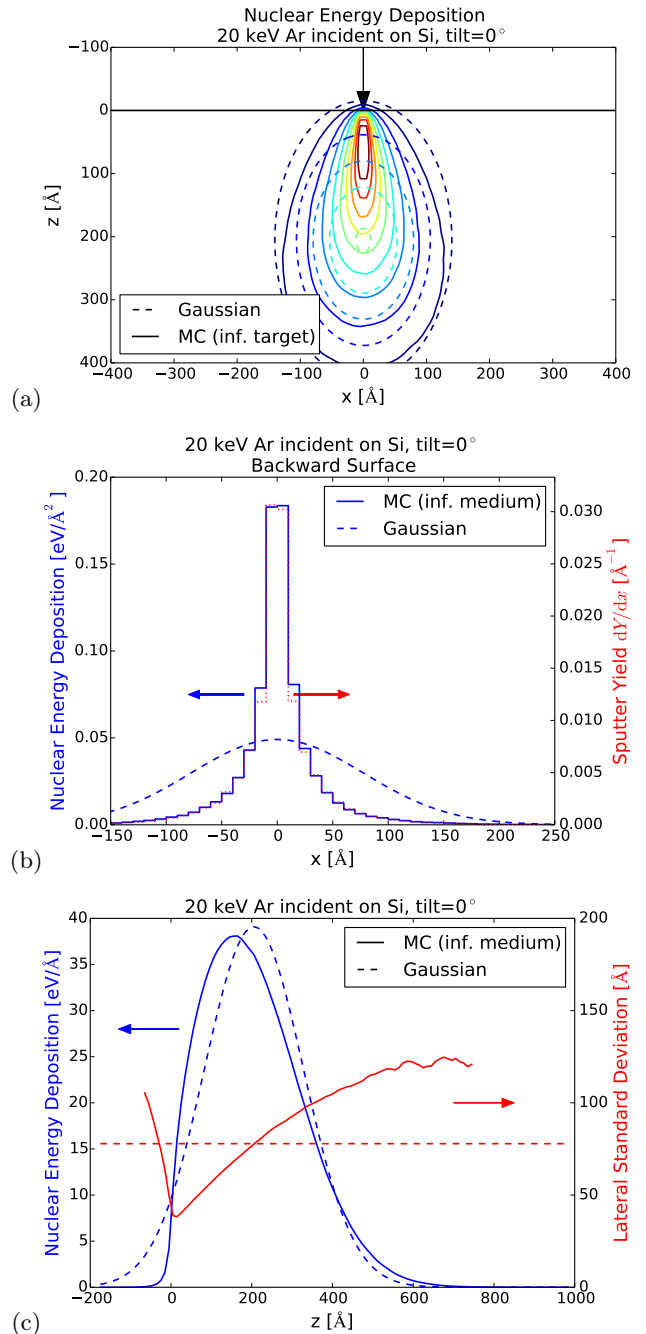 Nuclear Energy Deposition
20 keV Ar incident on Si, tilt=0°
−100
0
100
200
300
400
z [Å]
Gaussian
MC (inf. target)
−400 −300 −200 −100 0 100 200 300 400
x [Å]
(a)
20 keV Ar incident on Si, tilt=0°
Backward Surface
0.20
0.15
0.10
0.05
0.00
Nuclear Energy Deposition [eV/Å²]
MC (inf. medium)
Gaussian
0.030
0.025
0.020
0.015
0.010
0.005
0.000
Sputter Yield dY/dx [Å⁻¹]
−150 −100 −50 0 50 100 150 200 250
x [Å]
(b)
20 keV Ar incident on Si, tilt=0°
40
35
30
25
20
15
10
5
0
Nuclear Energy Deposition [eV/Å]
MC (inf. medium)
Gaussian
200
150
100
50
0
Lateral Standard Deviation [Å]
−200 0 200 400 600 800 1000
z [Å]
(c)